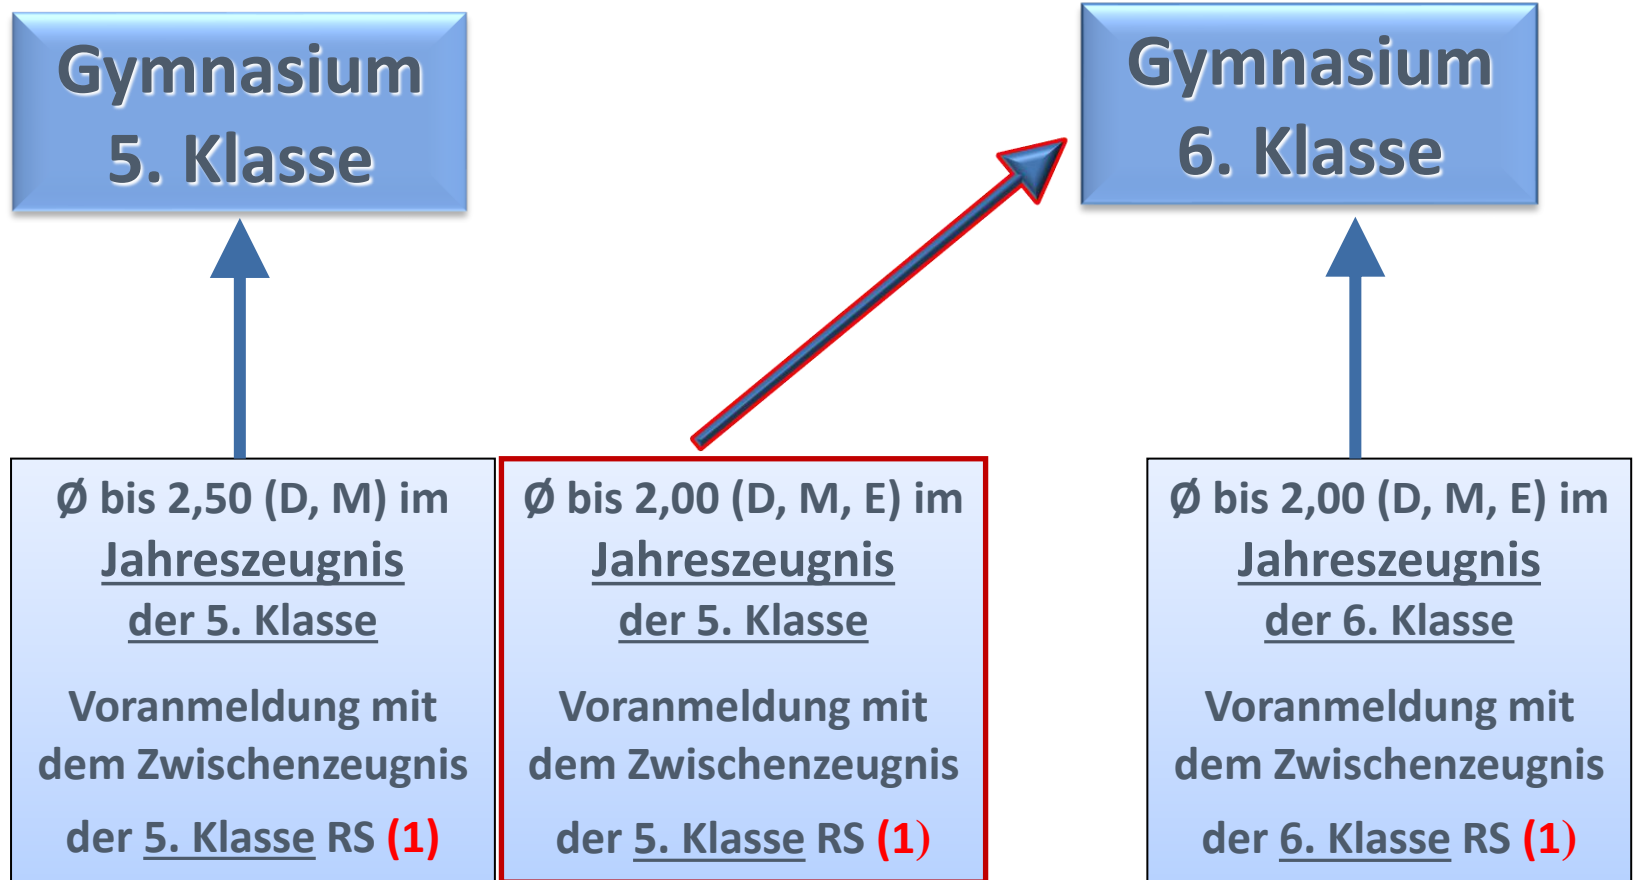 Gymnasium
5. Klasse
Gymnasium
6. Klasse
Ø bis 2,50 (D, M) im
Jahreszeugnis
der 5. Klasse
Voranmeldung mit
dem Zwischenzeugnis
der 5. Klasse RS (1)
Ø bis 2,00 (D, M, E) im
Jahreszeugnis
der 5. Klasse
Voranmeldung mit
dem Zwischenzeugnis
der 5. Klasse RS (1)
Ø bis 2,00 (D, M, E) im
Jahreszeugnis
der 6. Klasse
Voranmeldung mit
dem Zwischenzeugnis
der 6. Klasse RS (1)